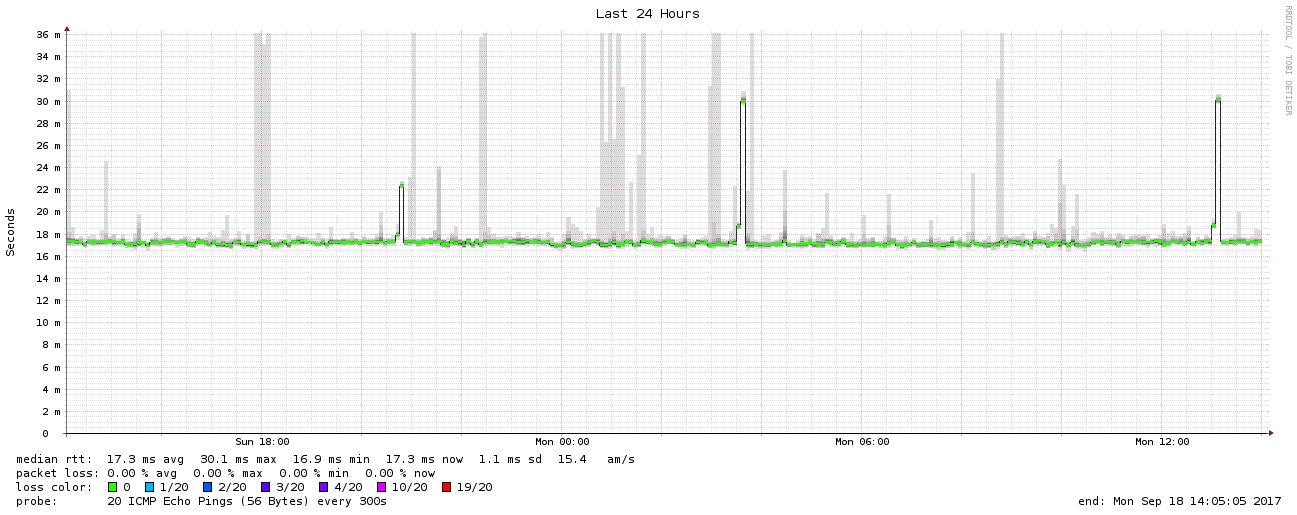 Last 24 Hours
RRDTOOL / TOBI OETIKER
Seconds
36 m
34 m
32 m
30 m
28 m
26 m
24 m
22 m
20 m
18 m
16 m
14 m
12 m
10 m
8 m
6 m
4 m
2 m
0
Sun 18:00 Mon 00:00 Mon 06:00 Mon 12:00
median rtt: 17.3 ms avg 30.1 ms max 16.9 ms min 17.3 ms now 1.1 ms sd 15.4 am/s
packet loss: 0.00 % avg 0.00 % max 0.00 % min 0.00 % now
loss color: 0 1/20 2/20 3/20 4/20 10/20 19/20
probe: 20 ICMP Echo Pings (56 Bytes) every 300s end: Mon Sep 18 14:05:05 2017